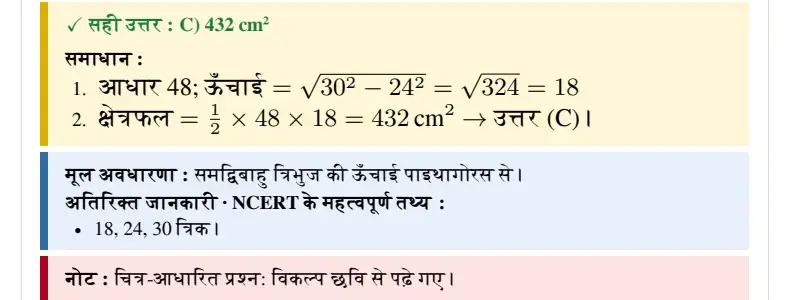 ✓ सही उत्तर : C) 432 cm²
समाधान :
1. आधार 48; ऊँचाई = √(30² − 24²) = √324 = 18
2. क्षेत्रफल = 1/2 × 48 × 18 = 432 cm² → उत्तर (C)।
मूल अवधारणा : समद्विबाहु त्रिभुज की ऊँचाई पाइथागोरस से।
अतिरिक्त जानकारी · NCERT के महत्वपूर्ण तथ्य :
• 18, 24, 30 त्रिक।
नोट : चित्र-आधारित प्रश्न: विकल्प छवि से पढ़े गए।